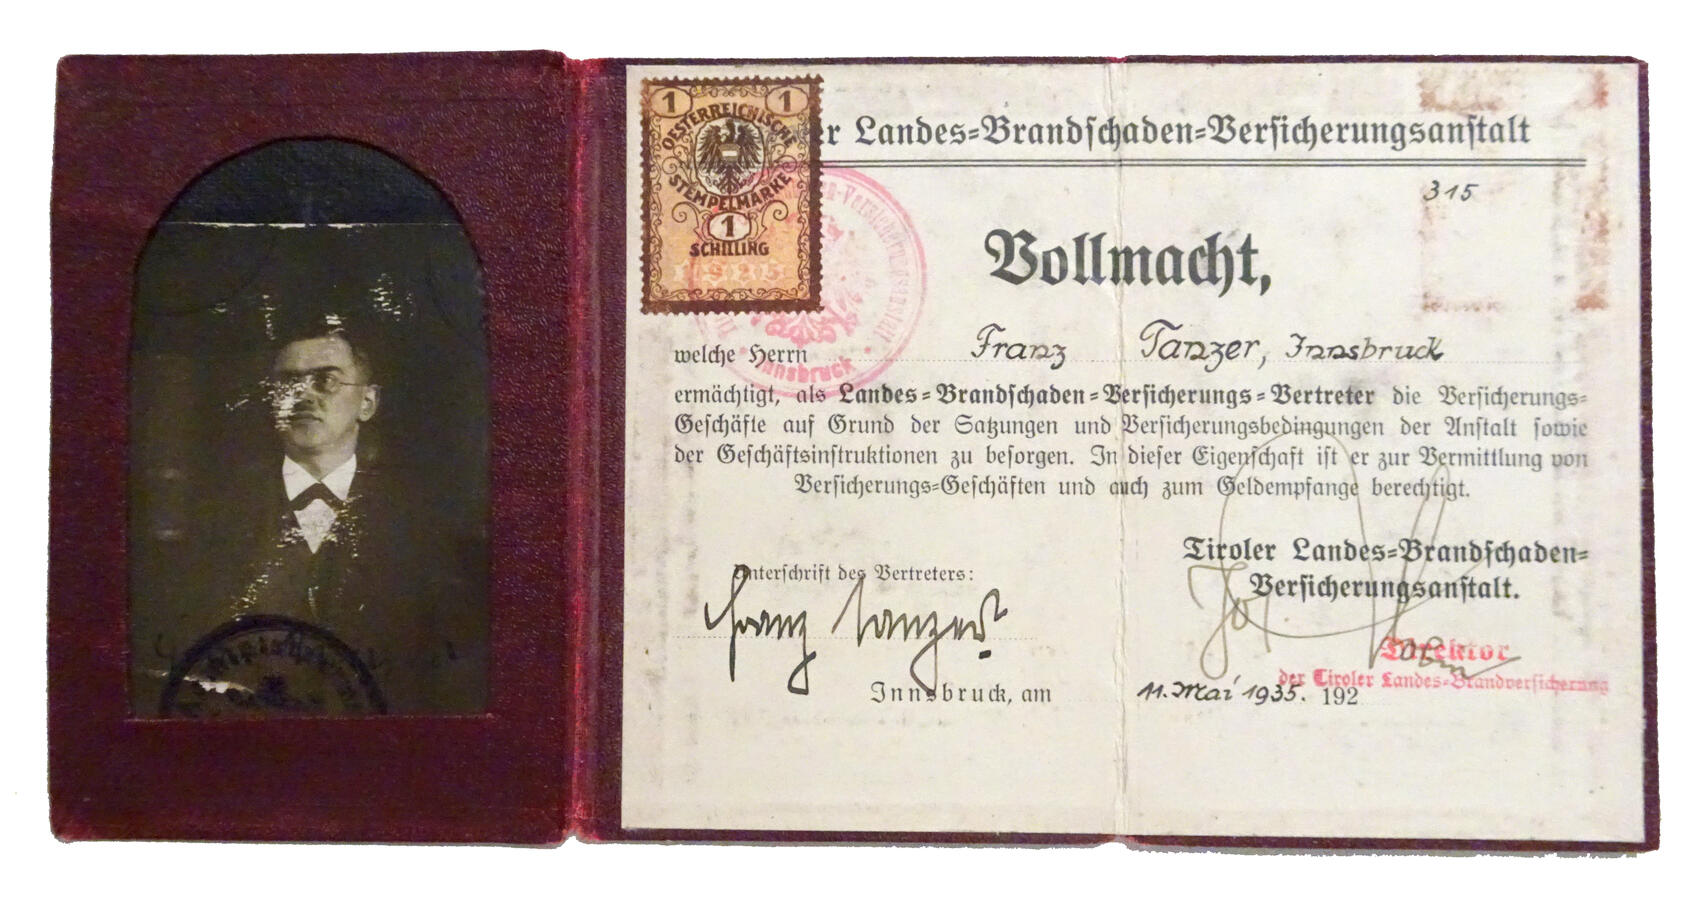 1 1
OESTERREICHISCHE
STEMPELMARKE
1
SCHILLING
1925
er Landes=Brandschaden=Versicherungsanstalt
315
Vollmacht,
welche Herrn Franz Tanzer, Innsbruck
ermächtigt, als Landes=Brandschaden=Versicherungs=Vertreter die Versicherungs=
Geschäfte auf Grund der Satzungen und Versicherungsbedingungen der Anstalt sowie
der Geschäftsinstruktionen zu besorgen. In dieser Eigenschaft ist er zur Vermittlung von
Versicherungs=Geschäften und auch zum Geldempfange berechtigt.
Tiroler Landes=Brandschaden=
Versicherungsanstalt.
Unterschrift des Vertreters:
Franz Tanzer
Direktor
der Tiroler Landes=Brandversicherung
Innsbruck, am 11. Mai 1935. 192
Innsbruck